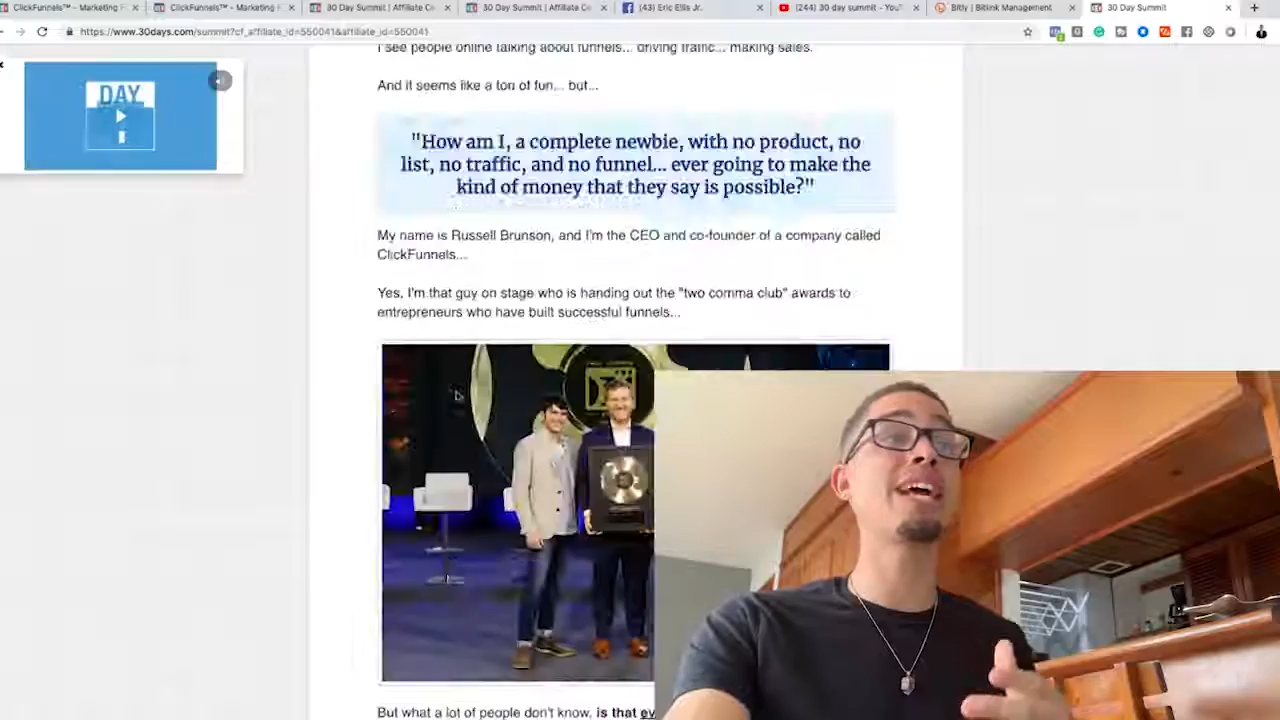 ClickFunnels™ - Marketing F
ClickFunnels™ - Marketing F
30 Day Summit | Affiliate Ce
30 Day Summit | Affiliate Ce
(43) Eric Ellis Jr.
(244) 30 day summit - YouT
Bitly | Bitlink Management
30 Day Summit
https://www.30days.com/summit?cf_affiliate_id=550041&affiliate_id=550041
I see people online talking about funnels... driving traffic... making sales.
DAY
And it seems like a ton of fun... but...
"How am I, a complete newbie, with no product, no
list, no traffic, and no funnel... ever going to make the
kind of money that they say is possible?"
My name is Russell Brunson, and I'm the CEO and co-founder of a company called
ClickFunnels...
Yes, I'm that guy on stage who is handing out the "two comma club" awards to
entrepreneurs who have built successful funnels...
But what a lot of people don't know, is that ev